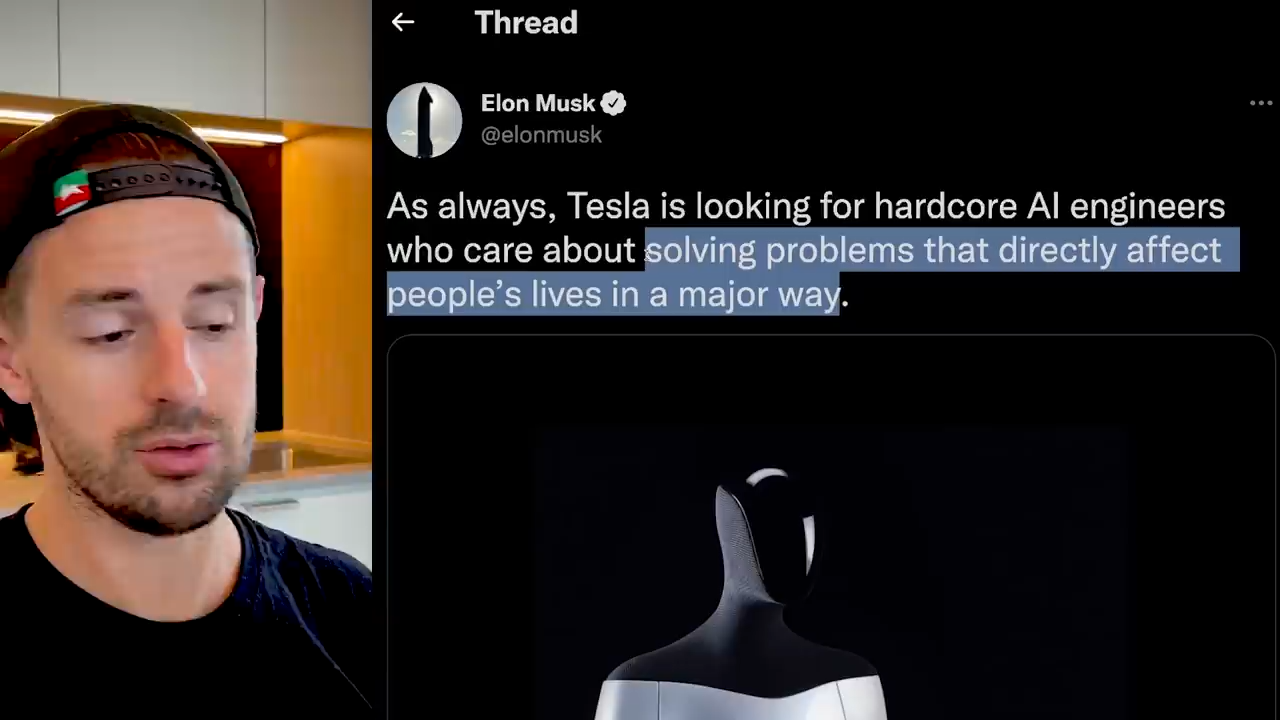 Thread
Elon Musk
@elonmusk
As always, Tesla is looking for hardcore AI engineers
who care about solving problems that directly affect
people’s lives in a major way.